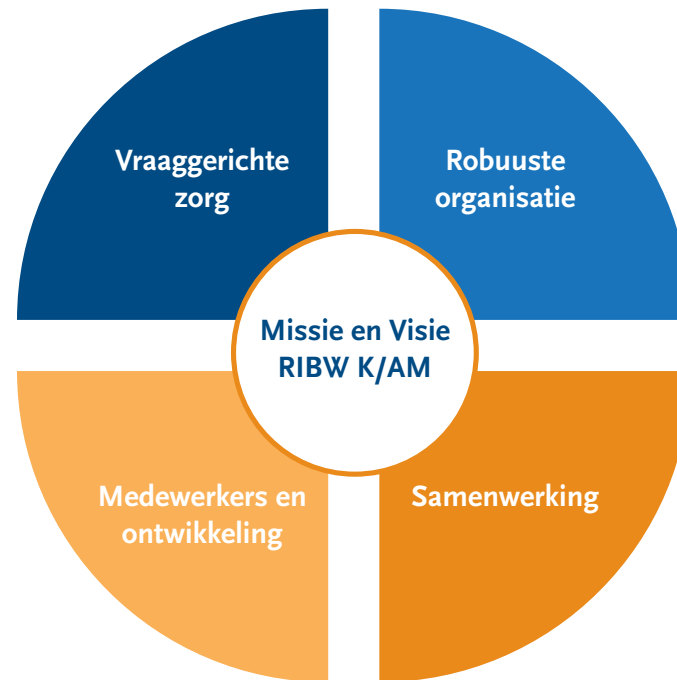 Vraaggerichte
zorg
Robuuste
organisatie
Missie en Visie
RIBW K/AM
Medewerkers en
ontwikkeling
Samenwerking